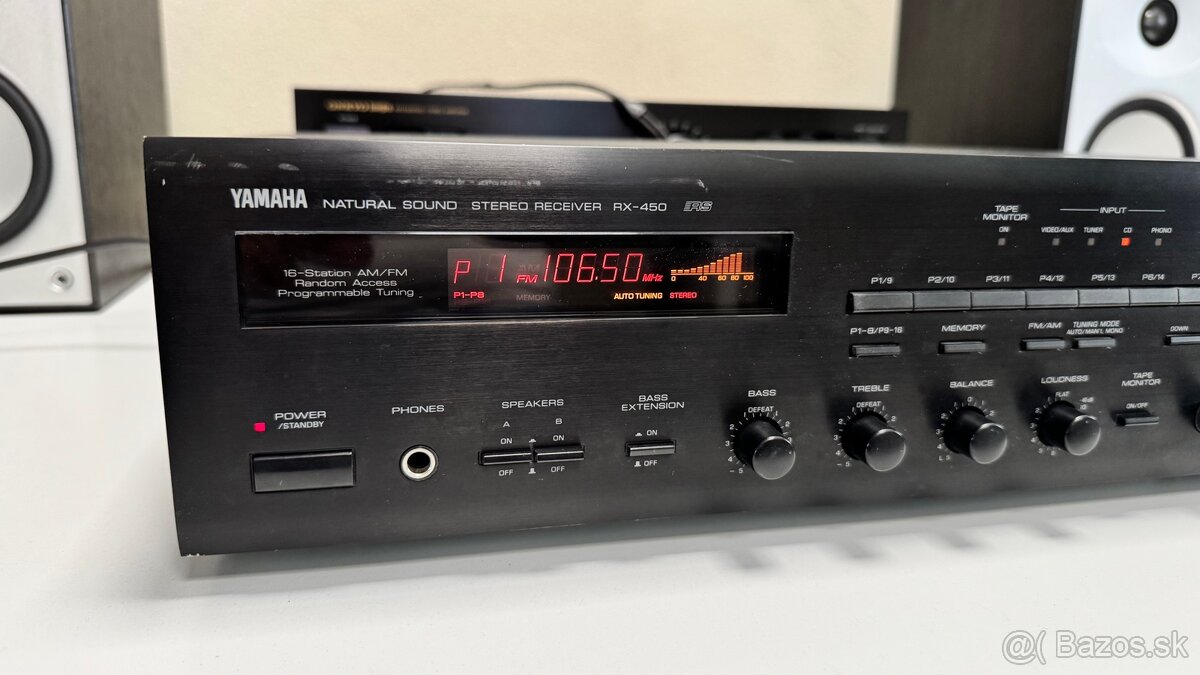 YAMAHA NATURAL SOUND STEREO RECEIVER RX-450 RS
TAPE MONITOR
ON
INPUT
VIDEO/AUX TUNER CD PHONO
16-Station AM/FM
Random Access
Programmable Tuning
P 1 FM 106.50 MHz
P1-P8 MEMORY AUTO TUNING STEREO
0 40 60 80 100
P1/9 P2/10 P3/11 P4/12 P5/13 P6/14
P1-8/P9-16 MEMORY FM/AM TUNING MODE
AUTO/MAN'L MONO
DOWN
POWER
/STANDBY
PHONES
SPEAKERS
A B
ON ON
OFF OFF
BASS
EXTENSION
ON
OFF
BASS
DEFEAT
TREBLE
DEFEAT
BALANCE
0
LOUDNESS
FLAT
TAPE
MONITOR
ON/OFF
@( Bazos.sk